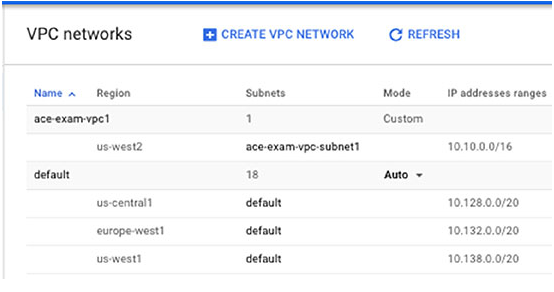 VPC networks CREATE VPC NETWORK REFRESH
Name Region Subnets Mode IP addresses ranges
ace-exam-vpc1 1 Custom
us-west2 ace-exam-vpc-subnet1 10.10.0.0/16
default 18 Auto
us-central1 default 10.128.0.0/20
europe-west1 default 10.132.0.0/20
us-west1 default 10.138.0.0/20